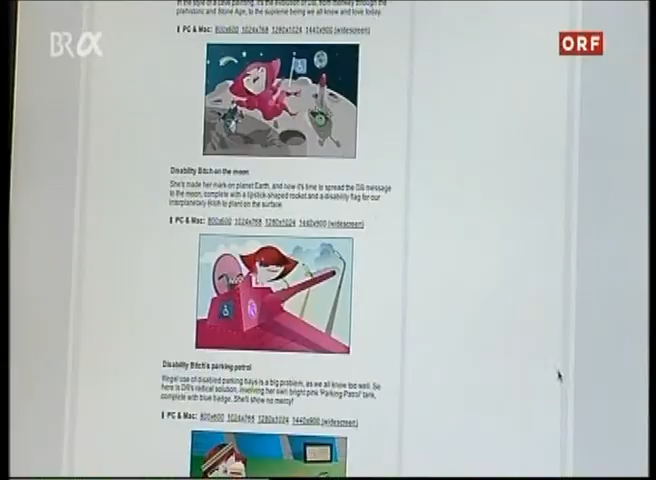 in the style of a cave painting, it's the evolution of DB, from monkey through the
prehistoric and Stone Age, to the supreme being we all know and love today.
PC & Mac: 800x600 1024x768 1280x1024 1440x900 (widescreen)
BRα
ORF
Disability Bitch on the moon
She's made her mark on planet Earth, and now it's time to spread the DB message
to the moon, complete with a lipstick-shaped rocket and a disability flag for our
interplanetary Bitch to plant on the surface.
PC & Mac: 800x600 1024x768 1280x1024 1440x900 (widescreen)
Disability Bitch's parking patrol
Illegal use of disabled parking bays is a big problem, as we all know too well. So
here is DB's radical solution, involving her own bright pink 'Parking Patrol' tank,
complete with blue badge. She'll show no mercy!
PC & Mac: 800x600 1024x768 1280x1024 1440x900 (widescreen)